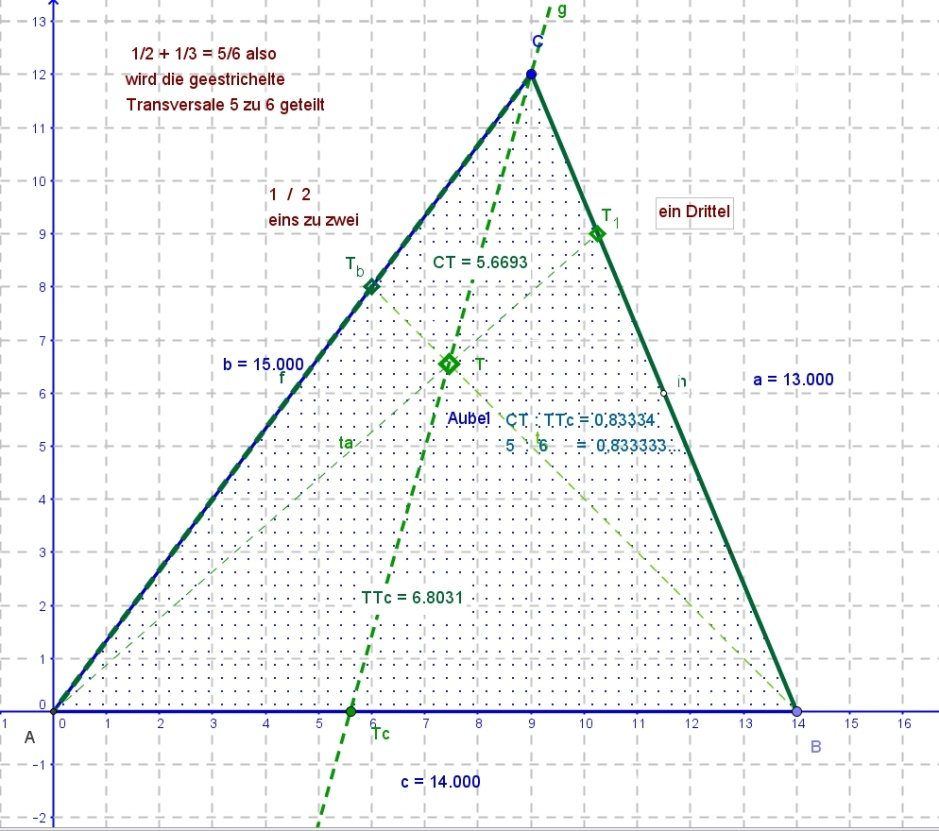 13
g
C
1/2 + 1/3 = 5/6 also
wird die geestrichelte
Transversale 5 zu 6 geteilt
12
11
10
1 / 2
eins zu zwei
ein Drittel
T1
9
Tb
CT = 5.6693
8
7
b = 15.000
T
f
a = 13.000
h
6
Aubel
CT : TTc = 0,83334
5 : 6 = 0,833333...
ta
5
4
3
TTc = 6.8031
2
1
0
1 0 1 2 3 4 5 6 7 8 9 10 11 12 13 14 15 16
A
Tc
B
−1
c = 14.000
−2